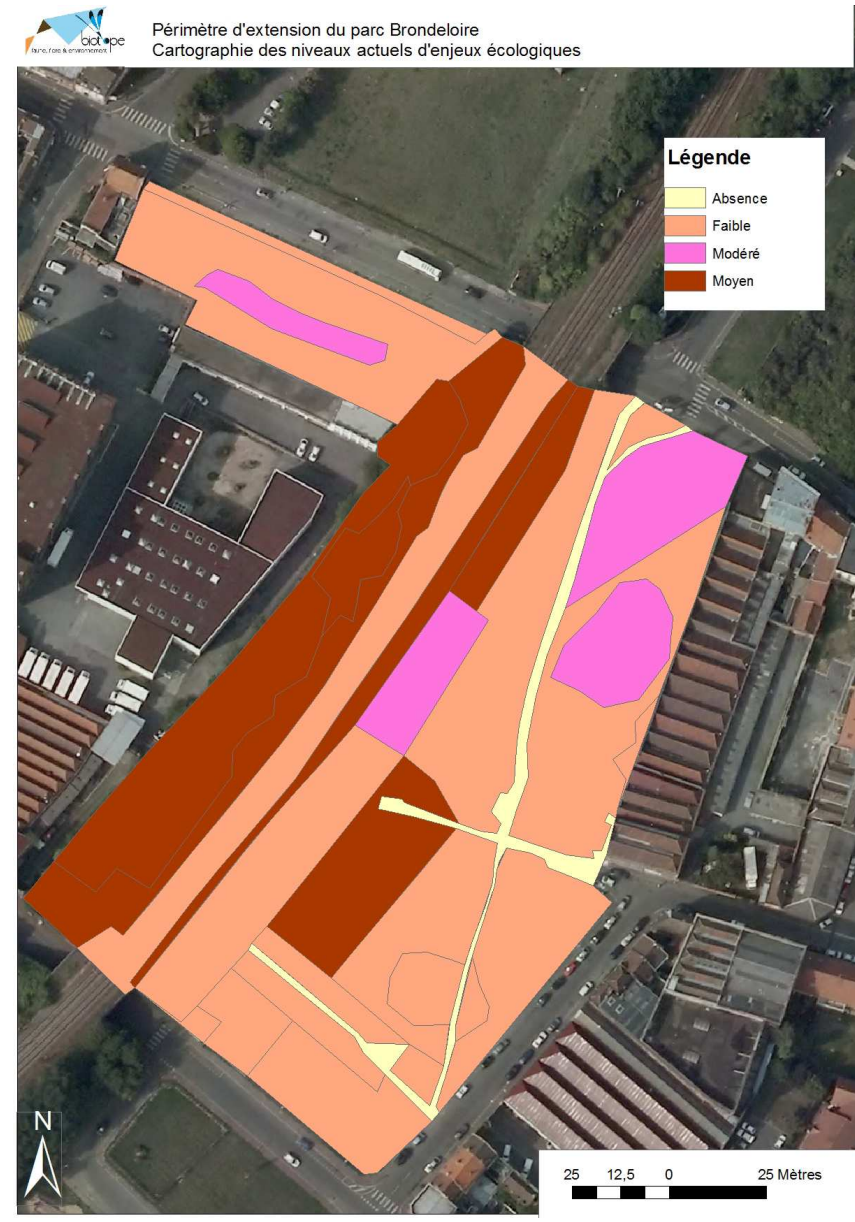 biotope
faune, flore & environnement
Périmètre d'extension du parc Brondeloire
Cartographie des niveaux actuels d'enjeux écologiques
Légende
Absence
Faible
Modéré
Moyen
N
25 12,5 0 25 Mètres